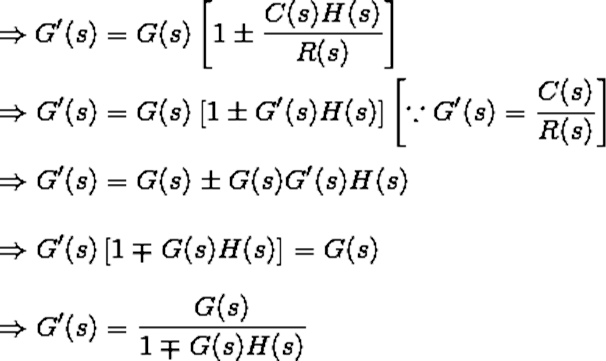 ⇒ G′(s) = G(s) [1 ± C(s)H(s)/R(s)]
⇒ G′(s) = G(s) [1 ± G′(s)H(s)] [∵ G′(s) = C(s)/R(s)]
⇒ G′(s) = G(s) ± G(s)G′(s)H(s)
⇒ G′(s) [1 ∓ G(s)H(s)] = G(s)
⇒ G′(s) = G(s)/(1 ∓ G(s)H(s))